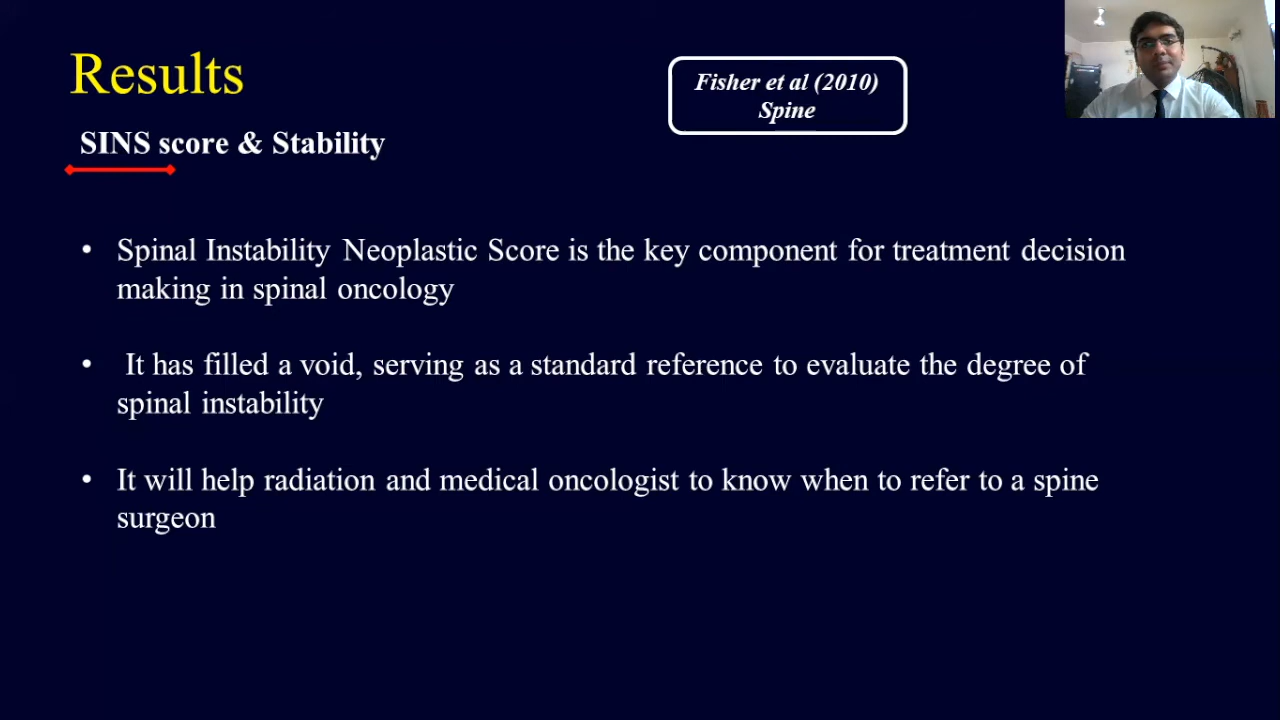 Results
Fisher et al (2010)
Spine
SINS score & Stability
• Spinal Instability Neoplastic Score is the key component for treatment decision
making in spinal oncology
• It has filled a void, serving as a standard reference to evaluate the degree of
spinal instability
• It will help radiation and medical oncologist to know when to refer to a spine
surgeon